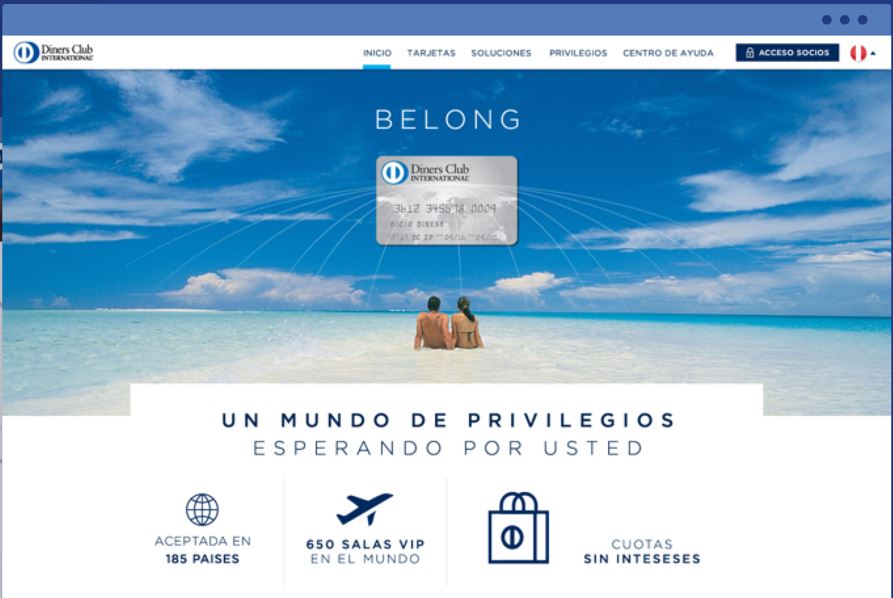 Diners Club
INTERNATIONAL
INICIO
TARJETAS
SOLUCIONES
PRIVILEGIOS
CENTRO DE AYUDA
ACCESO SOCIOS
BELONG
Diners Club
INTERNATIONAL
3612 345678 0009
SOCIO DINERS
UN MUNDO DE PRIVILEGIOS
ESPERANDO POR USTED
ACEPTADA EN
185 PAISES
650 SALAS VIP
EN EL MUNDO
CUOTAS
SIN INTESESES